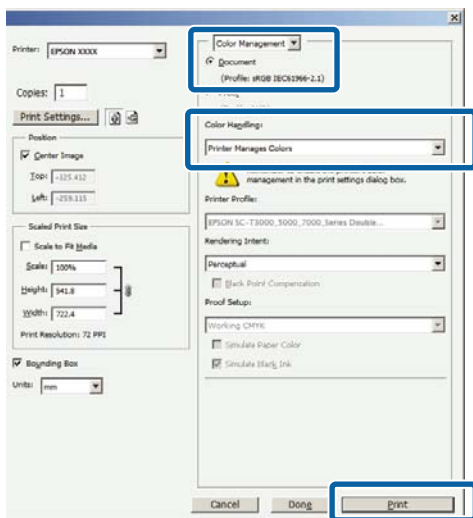 Printer: EPSON XXXX
Copies: 1
Print Settings...
Position
Center Image
Top: -125.412
Left: -259.115
Scaled Print Size
Scale to Fit Media
Scale: 100%
Height: 541.8
Width: 722.4
Print Resolution: 72 PPI
Bounding Box
Units: mm
Color Management
Document
(Profile: sRGB IEC61966-2.1)
Color Handling:
Printer Manages Colors
management in the print settings dialog box.
Printer Profile:
EPSON SC-T3000_5000_7000_Series Double...
Rendering Intent:
Perceptual
Black Point Compensation
Proof Setup:
Working CMYK
Simulate Paper Color
Simulate Black Ink
Cancel
Done
Print